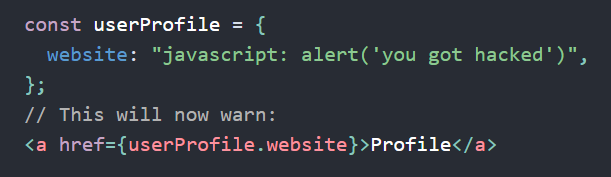 const userProfile = {
  website: "javascript: alert('you got hacked')",
};
// This will now warn:
<a href={userProfile.website}>Profile</a>